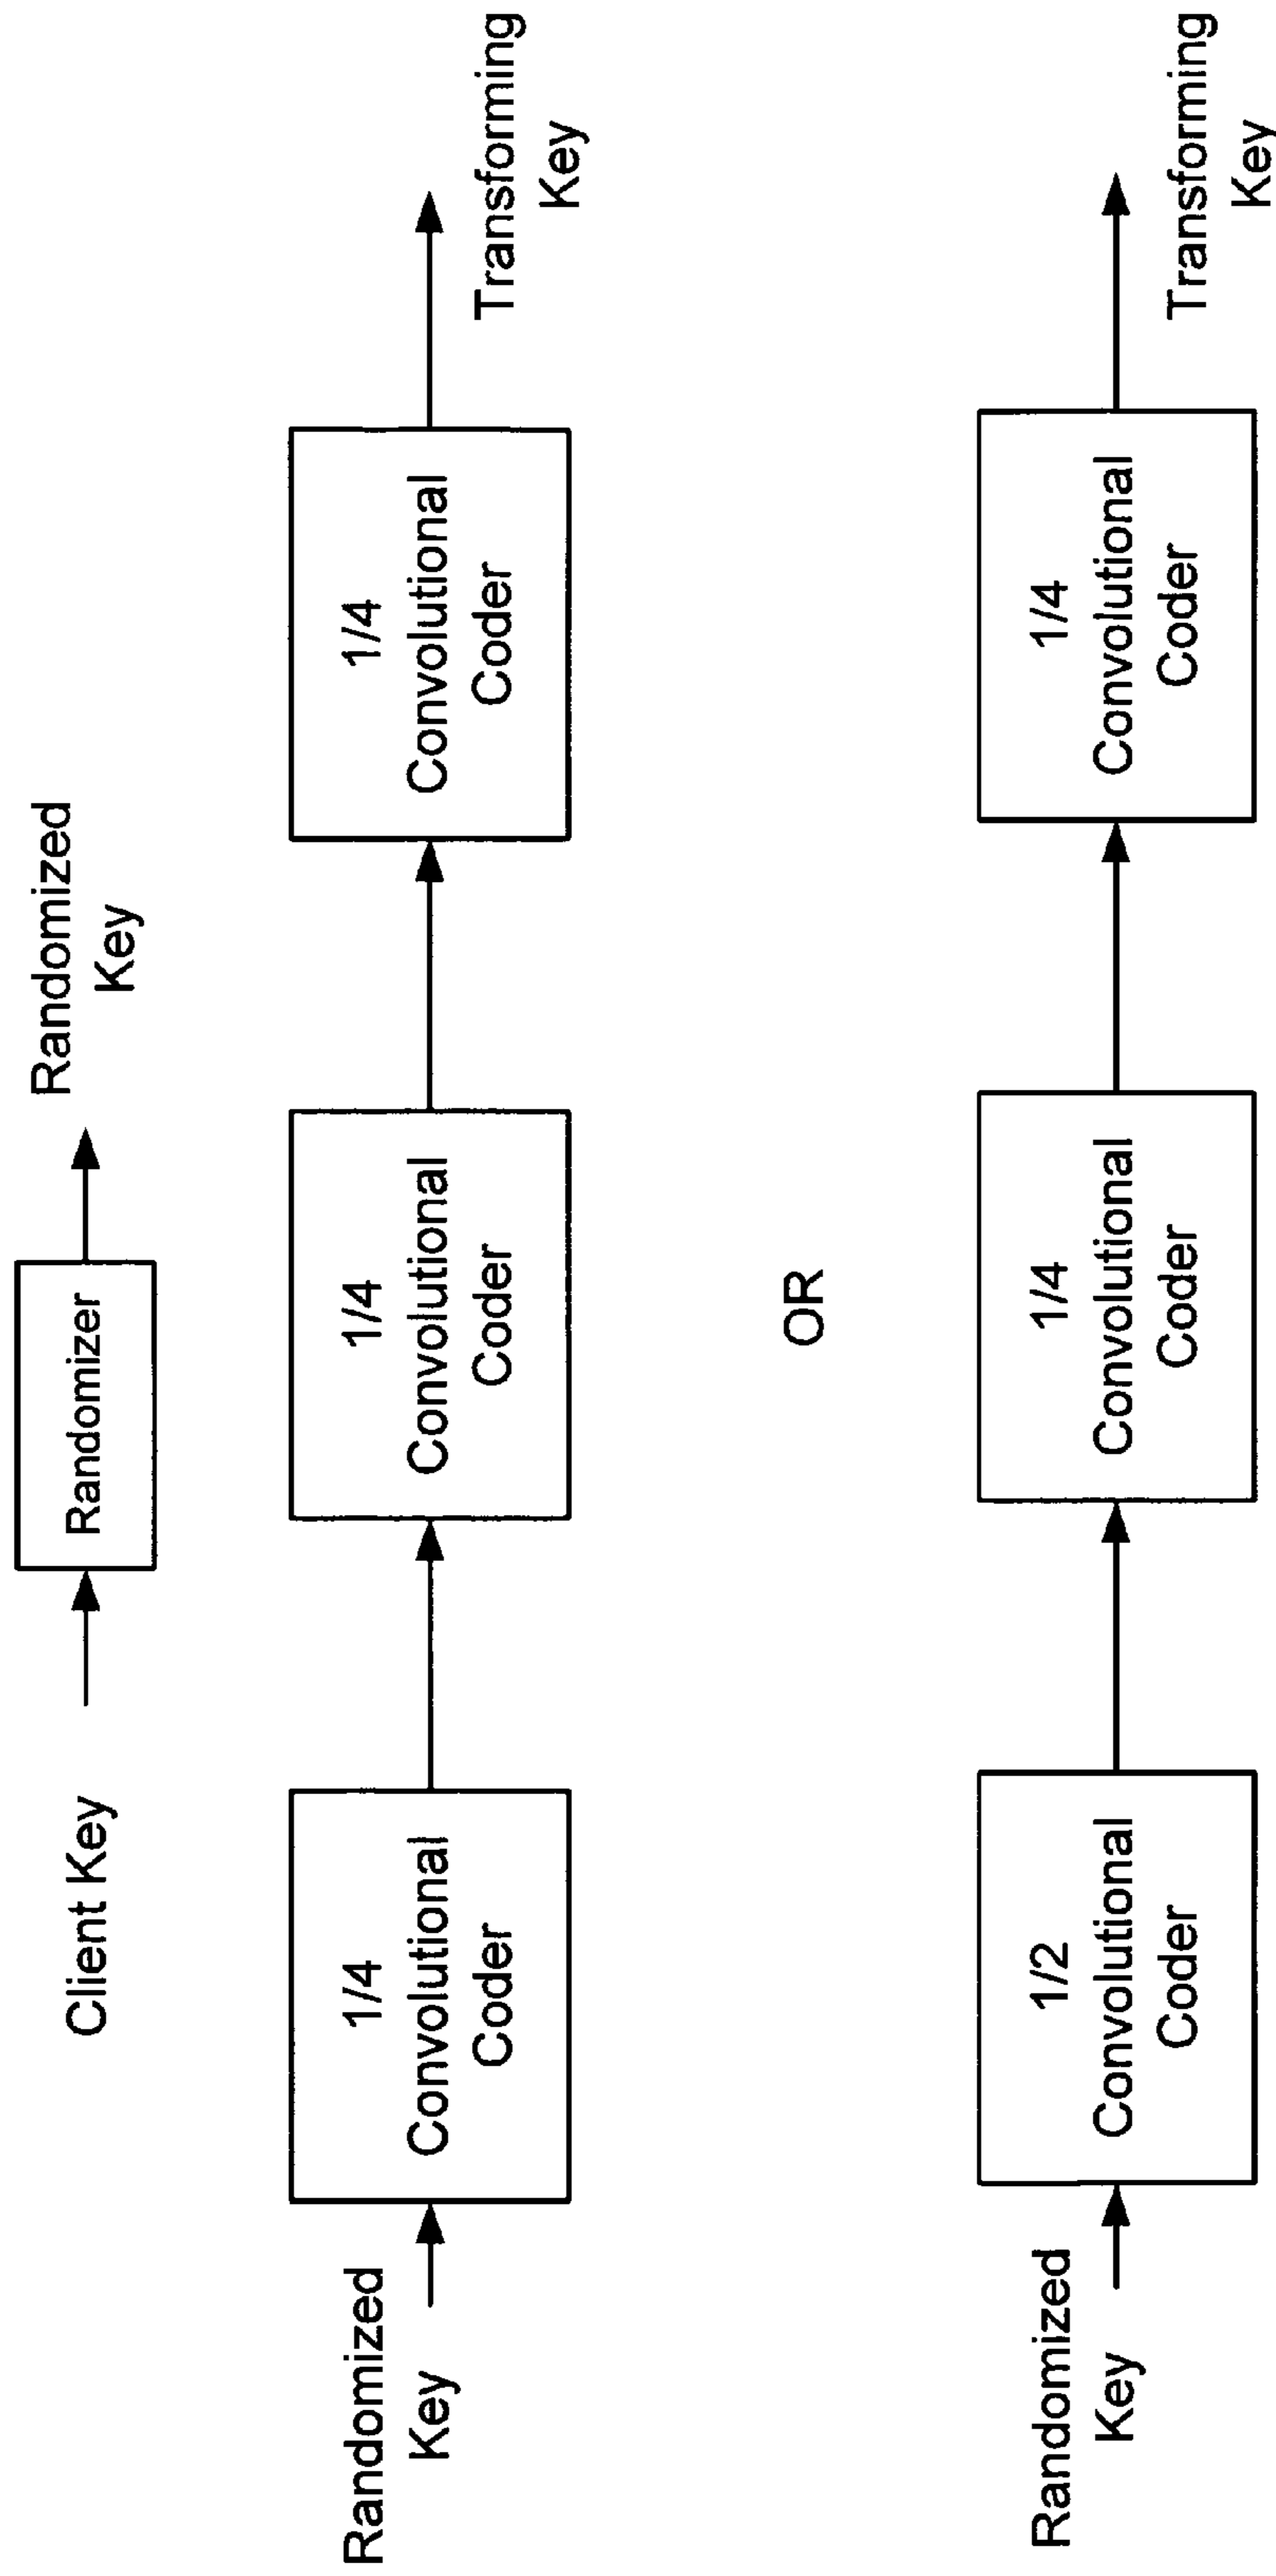 Client Key
Randomizer
Randomized
Key
Randomized
Key
1/4
Convolutional
Coder
1/4
Convolutional
Coder
1/4
Convolutional
Coder
Transforming
Key
OR
Randomized
Key
1/2
Convolutional
Coder
1/4
Convolutional
Coder
1/4
Convolutional
Coder
Transforming
Key